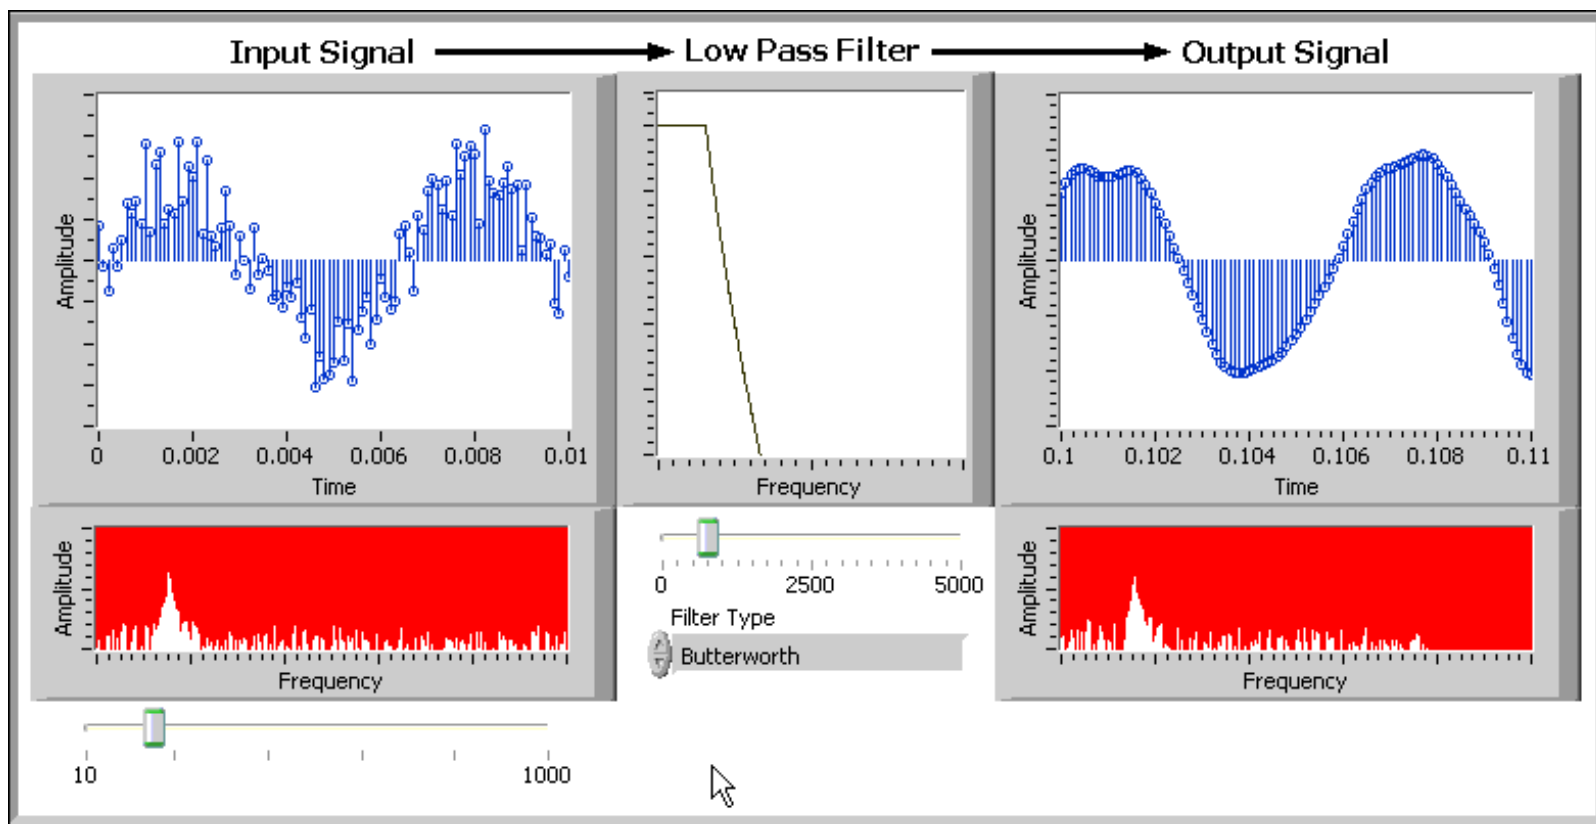 Input Signal
Low Pass Filter
Output Signal
Amplitude
0 0.002 0.004 0.006 0.008 0.01
Time
Frequency
Amplitude
0.1 0.102 0.104 0.106 0.108 0.11
Time
Amplitude
Frequency
10 1000
0 2500 5000
Filter Type
Butterworth
Amplitude
Frequency